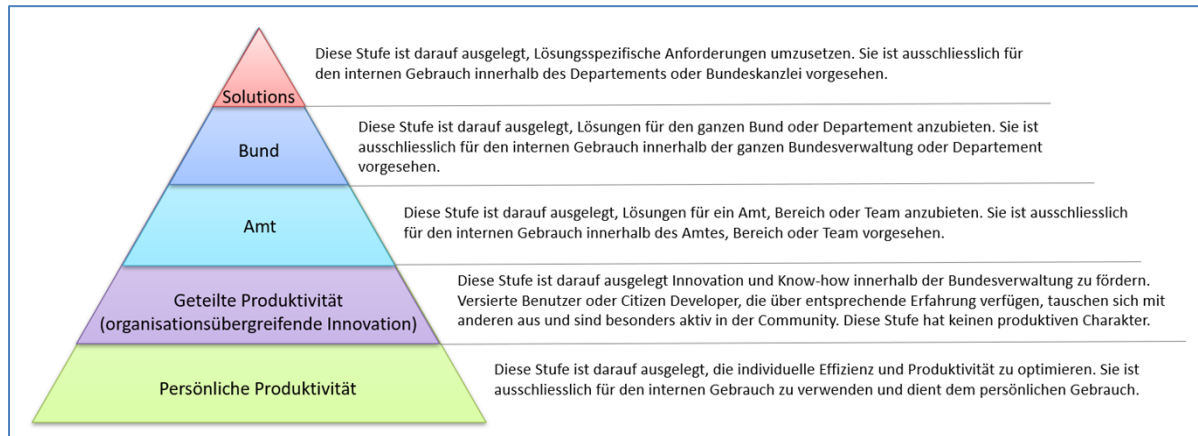 Solutions
Diese Stufe ist darauf ausgelegt, Lösungsspezifische Anforderungen umzusetzen. Sie ist ausschliesslich für
den internen Gebrauch innerhalb des Departements oder Bundeskanzlei vorgesehen.
Bund
Diese Stufe ist darauf ausgelegt, Lösungen für den ganzen Bund oder Departement anzubieten. Sie ist
ausschliesslich für den internen Gebrauch innerhalb der ganzen Bundesverwaltung oder Departement
vorgesehen.
Amt
Diese Stufe ist darauf ausgelegt, Lösungen für ein Amt, Bereich oder Team anzubieten. Sie ist ausschliesslich
für den internen Gebrauch innerhalb des Amtes, Bereich oder Team vorgesehen.
Geteilte Produktivität
(organisationsübergreifende Innovation)
Diese Stufe ist darauf ausgelegt Innovation und Know-how innerhalb der Bundesverwaltung zu fördern.
Versierte Benutzer oder Citizen Developer, die über entsprechende Erfahrung verfügen, tauschen sich mit
anderen aus und sind besonders aktiv in der Community. Diese Stufe hat keinen produktiven Charakter.
Persönliche Produktivität
Diese Stufe ist darauf ausgelegt, die individuelle Effizienz und Produktivität zu optimieren. Sie ist
ausschliesslich für den internen Gebrauch zu verwenden und dient dem persönlichen Gebrauch.